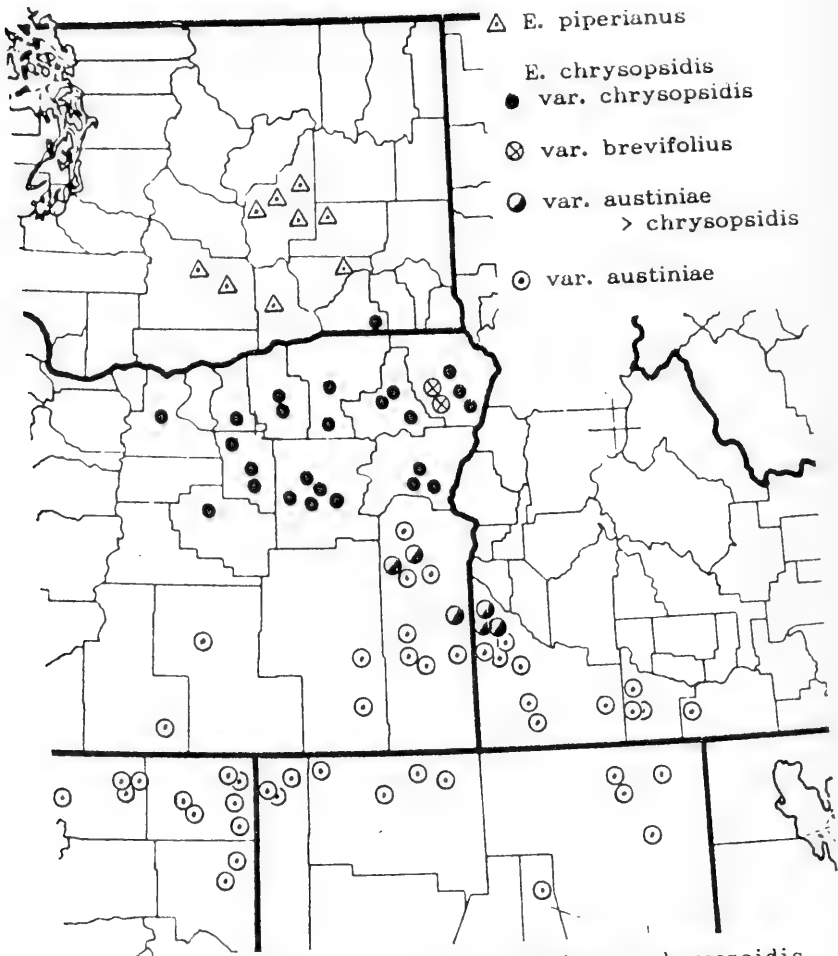 E. piperianus
E. chrysopsidis
var. chrysopsidis
var. brevifolius
var. austiniae
> chrysopsidis
var. austiniae